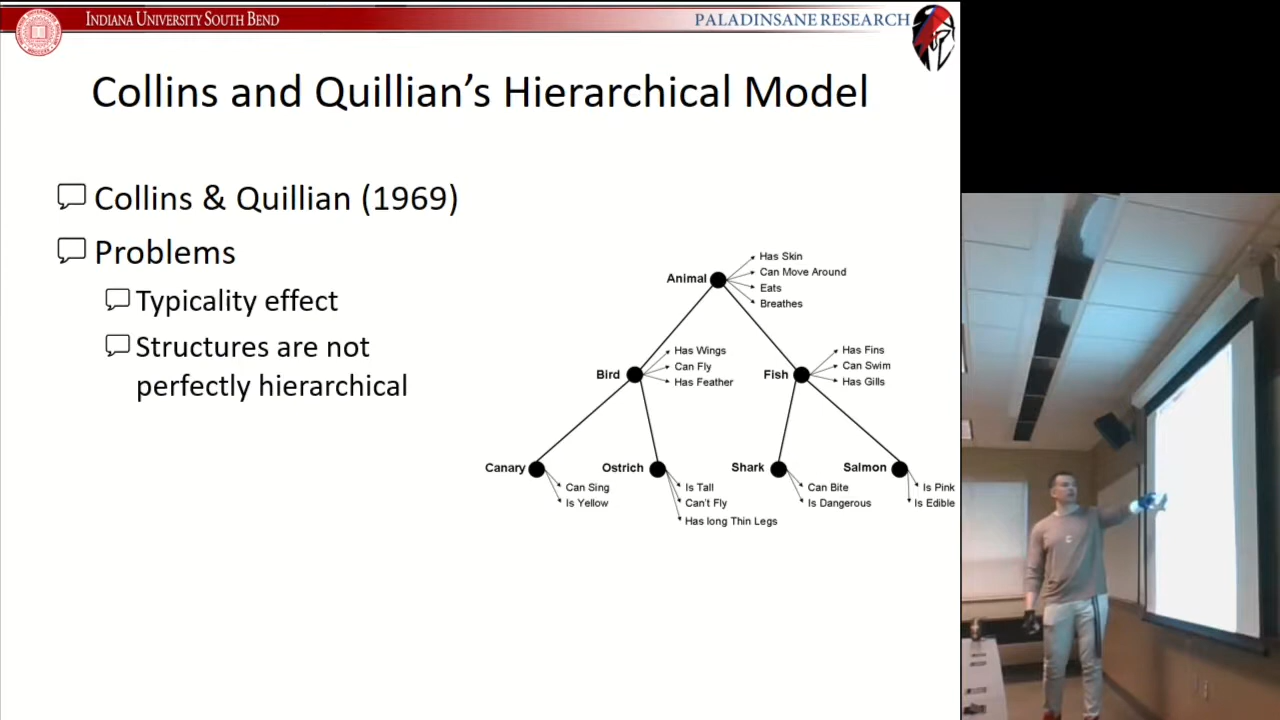 INDIANA UNIVERSITY SOUTH BEND
PALADINSANE RESEARCH
Collins and Quillian's Hierarchical Model
Collins & Quillian (1969)
Problems
Typicality effect
Structures are not
perfectly hierarchical
Animal
Has Skin
Can Move Around
Eats
Breathes
Bird
Has Wings
Can Fly
Has Feather
Fish
Has Fins
Can Swim
Has Gills
Canary
Can Sing
Is Yellow
Ostrich
Is Tall
Can't Fly
Has long Thin Legs
Shark
Can Bite
Is Dangerous
Salmon
Is Pink
Is Edible